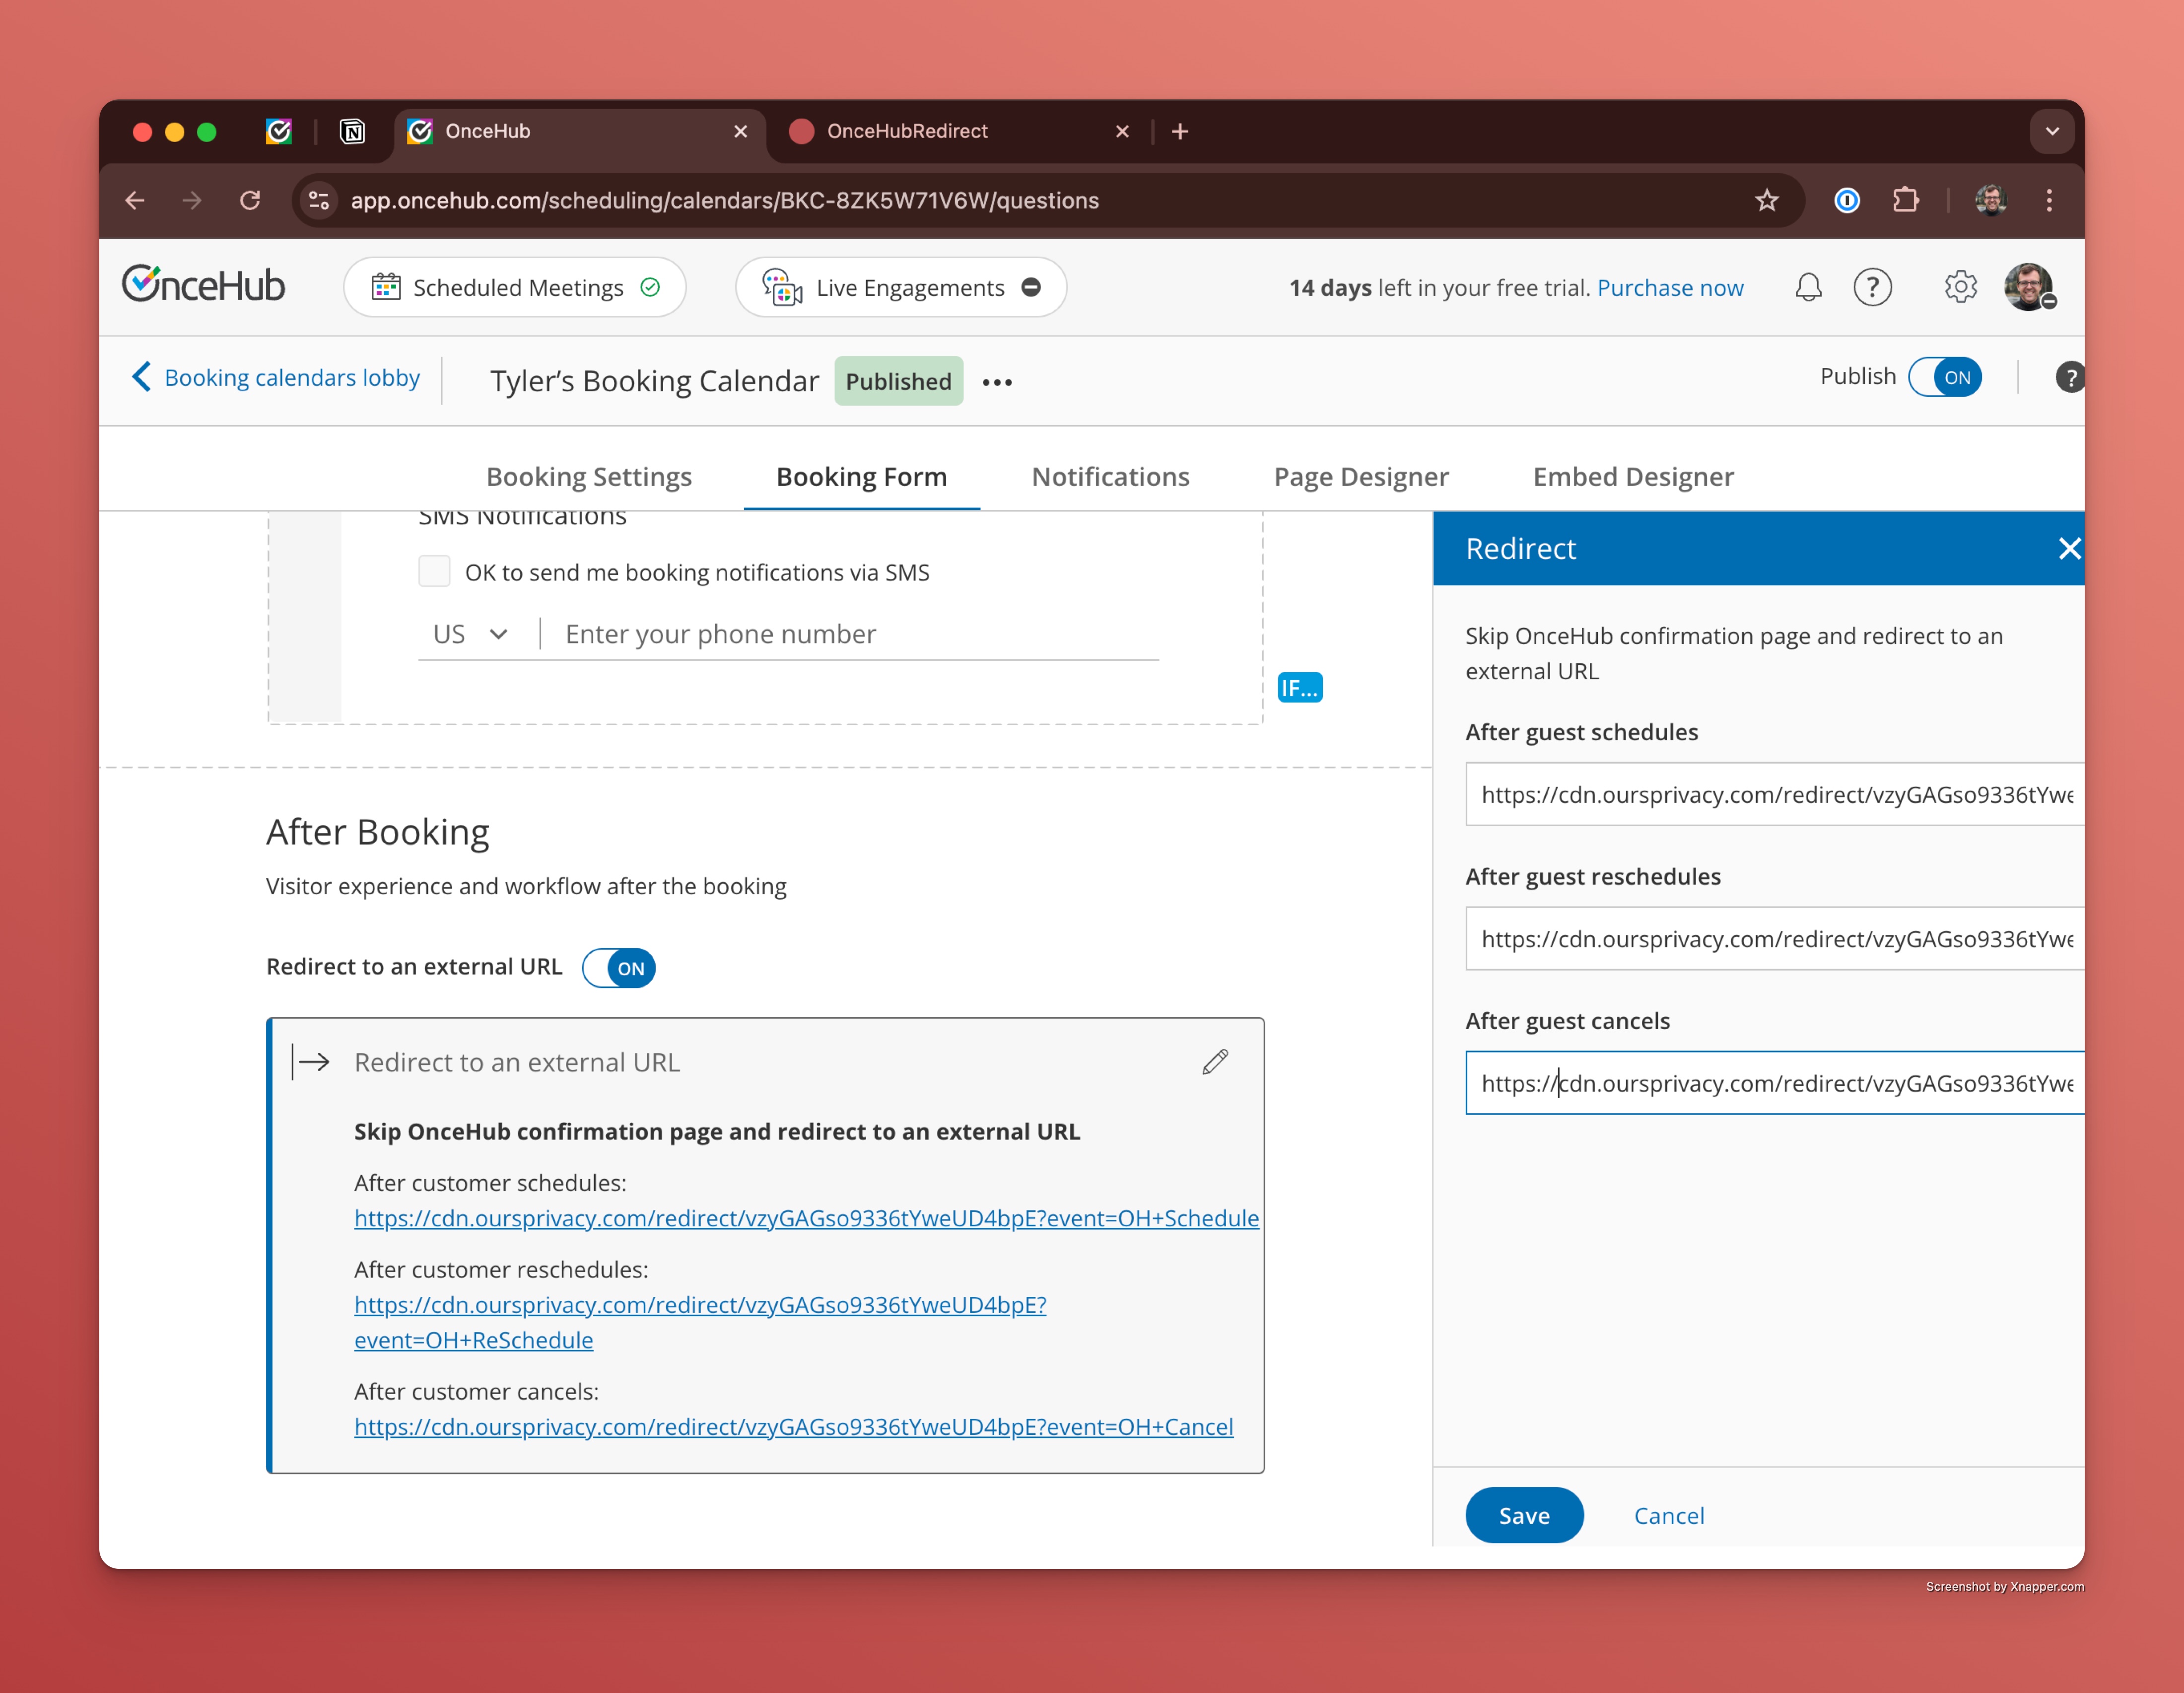 OnceHub
OnceHubRedirect
app.oncehub.com/scheduling/calendars/BKC-8ZK5W71V6W/questions
OnceHub
Scheduled Meetings
Live Engagements
14 days left in your free trial. Purchase now
Booking calendars lobby
Tyler’s Booking Calendar
Published
Publish
ON
Booking Settings
Booking Form
Notifications
Page Designer
Embed Designer
SMS Notifications
OK to send me booking notifications via SMS
US
Enter your phone number
IF...
After Booking
Visitor experience and workflow after the booking
Redirect to an external URL
ON
Redirect to an external URL
Skip OnceHub confirmation page and redirect to an external URL
After customer schedules:
https://cdn.oursprivacy.com/redirect/vzyGAGso9336tYweUD4bpE?event=OH+Schedule
After customer reschedules:
https://cdn.oursprivacy.com/redirect/vzyGAGso9336tYweUD4bpE?
event=OH+ReSchedule
After customer cancels:
https://cdn.oursprivacy.com/redirect/vzyGAGso9336tYweUD4bpE?event=OH+Cancel
Redirect
Skip OnceHub confirmation page and redirect to an
external URL
After guest schedules
https://cdn.oursprivacy.com/redirect/vzyGAGso9336tYwe
After guest reschedules
https://cdn.oursprivacy.com/redirect/vzyGAGso9336tYwe
After guest cancels
https://cdn.oursprivacy.com/redirect/vzyGAGso9336tYwe
Save
Cancel
Screenshot by Xnapper.com